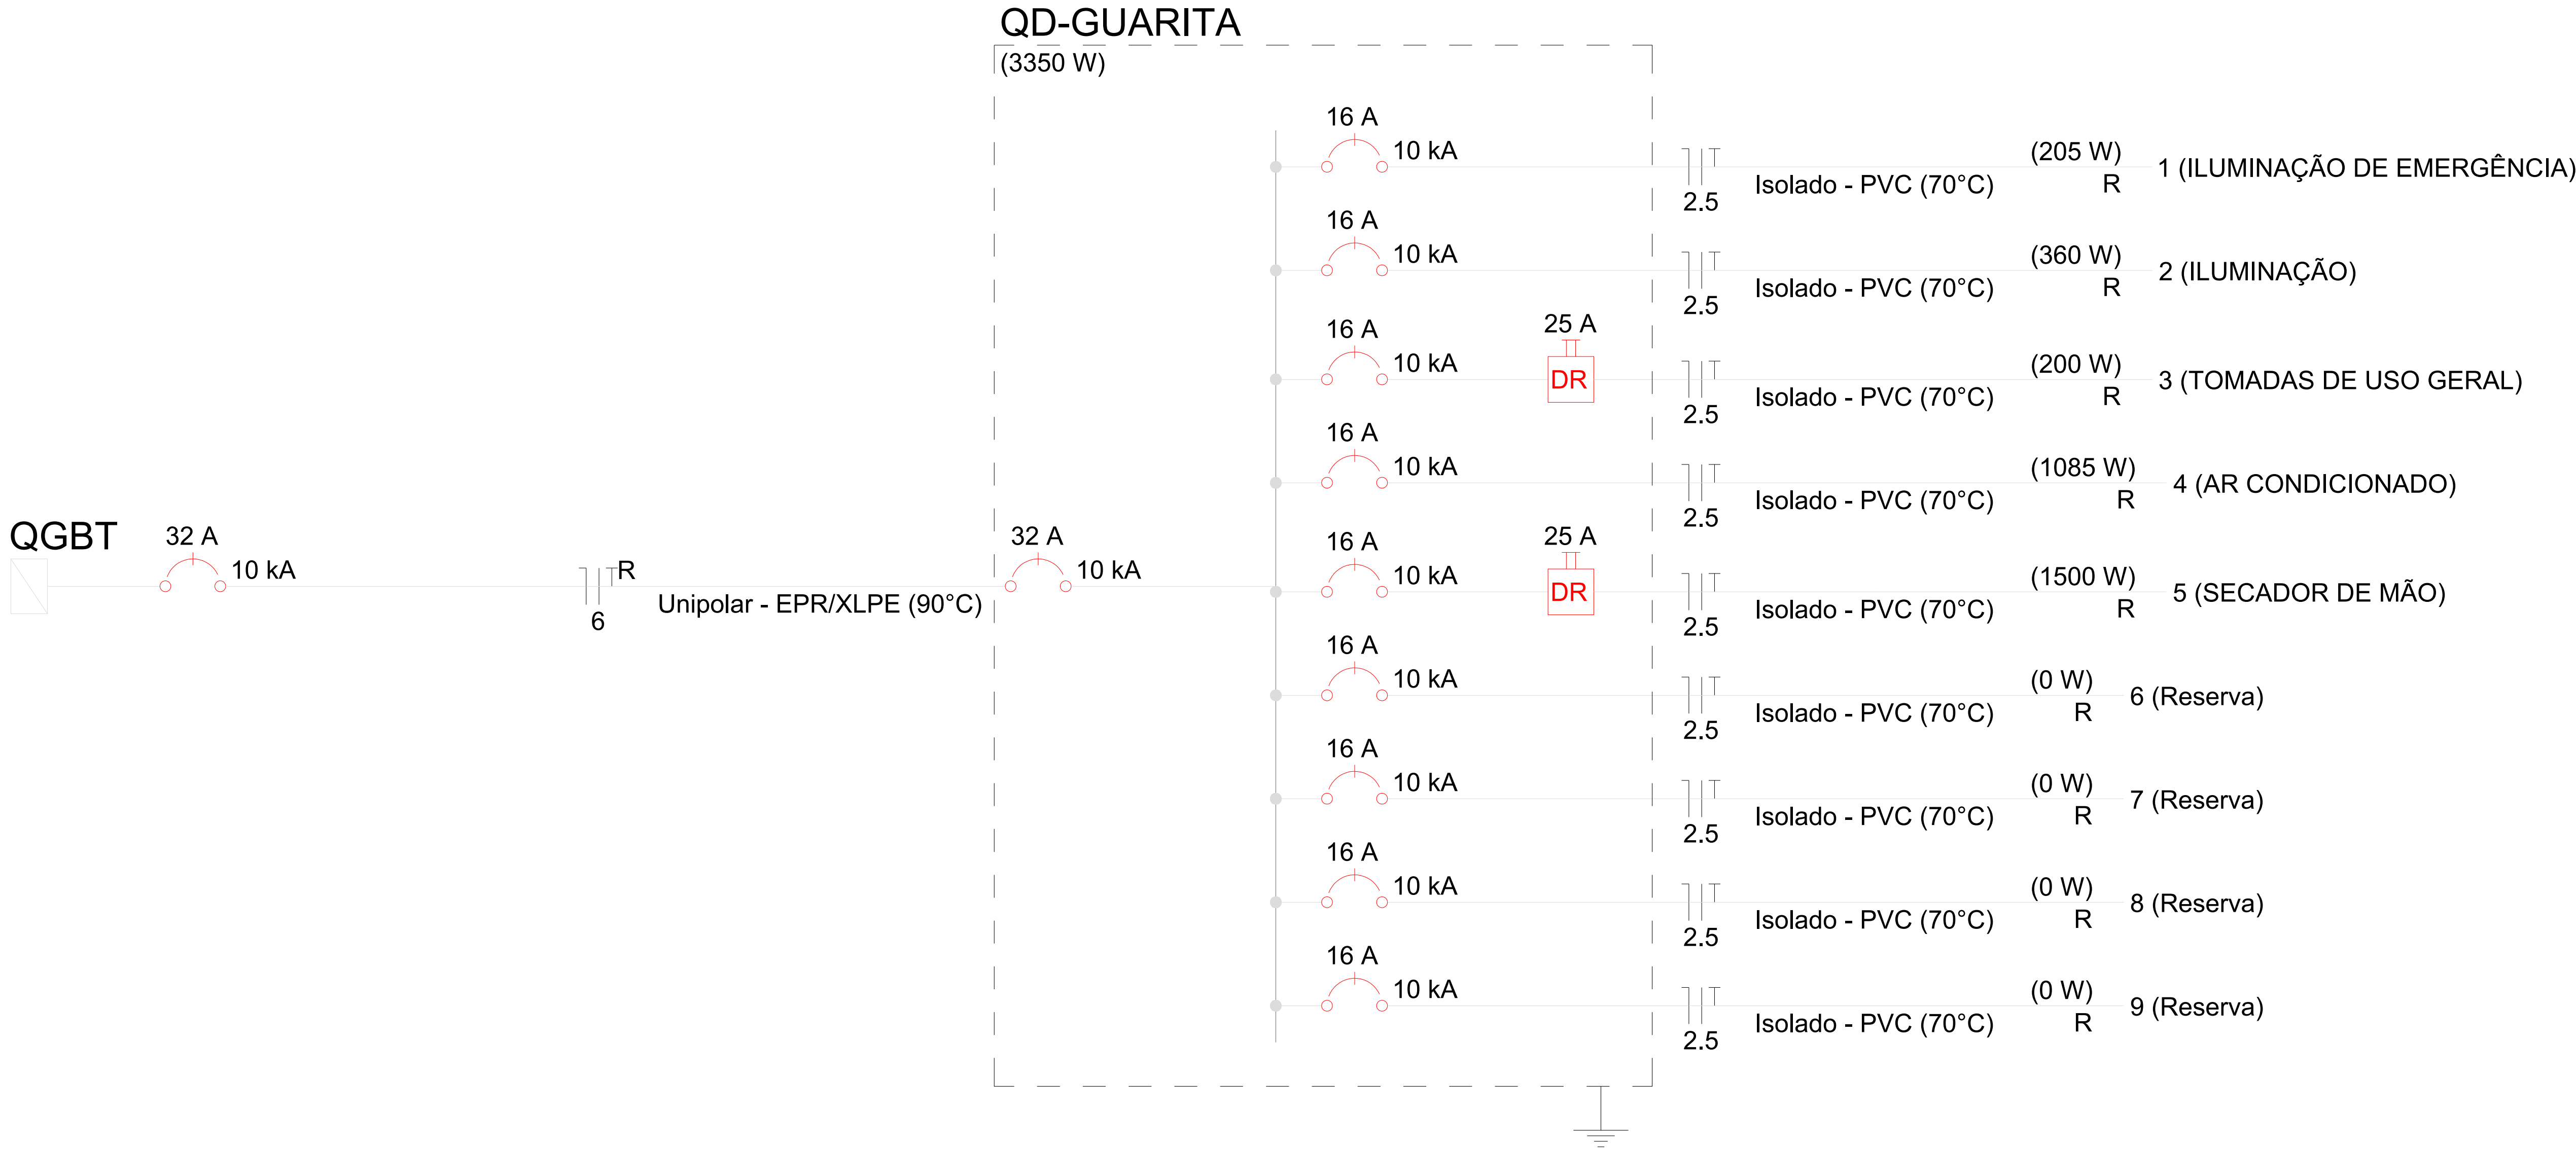 QD-GUARITA
(3350 W)
16 A
10 kA
2.5
Isolado - PVC (70°C)
(205 W)
R
1 (ILUMINAÇÃO DE EMERGÊNCIA)
16 A
10 kA
2.5
Isolado - PVC (70°C)
(360 W)
R
2 (ILUMINAÇÃO)
16 A
10 kA
25 A
DR
2.5
Isolado - PVC (70°C)
(200 W)
R
3 (TOMADAS DE USO GERAL)
16 A
10 kA
2.5
Isolado - PVC (70°C)
(1085 W)
R
4 (AR CONDICIONADO)
QGBT
32 A
10 kA
R
6
Unipolar - EPR/XLPE (90°C)
32 A
10 kA
16 A
10 kA
25 A
DR
2.5
Isolado - PVC (70°C)
(1500 W)
R
5 (SECADOR DE MÃO)
16 A
10 kA
2.5
Isolado - PVC (70°C)
(0 W)
R
6 (Reserva)
16 A
10 kA
2.5
Isolado - PVC (70°C)
(0 W)
R
7 (Reserva)
16 A
10 kA
2.5
Isolado - PVC (70°C)
(0 W)
R
8 (Reserva)
16 A
10 kA
2.5
Isolado - PVC (70°C)
(0 W)
R
9 (Reserva)